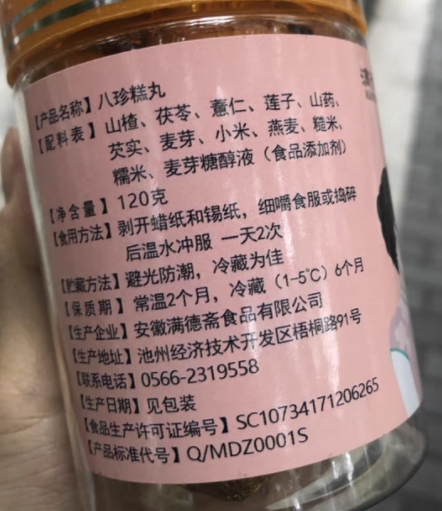 【产品名称】八珍糕丸
【配料表】山楂、茯苓、薏仁、莲子、山药、
芡实、麦芽、小米、燕麦、糙米、
糯米、麦芽糖醇液（食品添加剂）
【净含量】120克
【食用方法】剥开蜡纸和锡纸，细嚼食服或捣碎
后温水冲服 一天2次
【贮藏方法】避光防潮，冷藏为佳
【保质期】常温2个月，冷藏（1-5℃）6个月
【生产企业】安徽满德斋食品有限公司
【生产地址】池州经济技术开发区梧桐路91号
【联系电话】0566-2319558
【生产日期】见包装
【食品生产许可证编号】SC10734171206265
【产品标准代号】Q/MDZ0001S